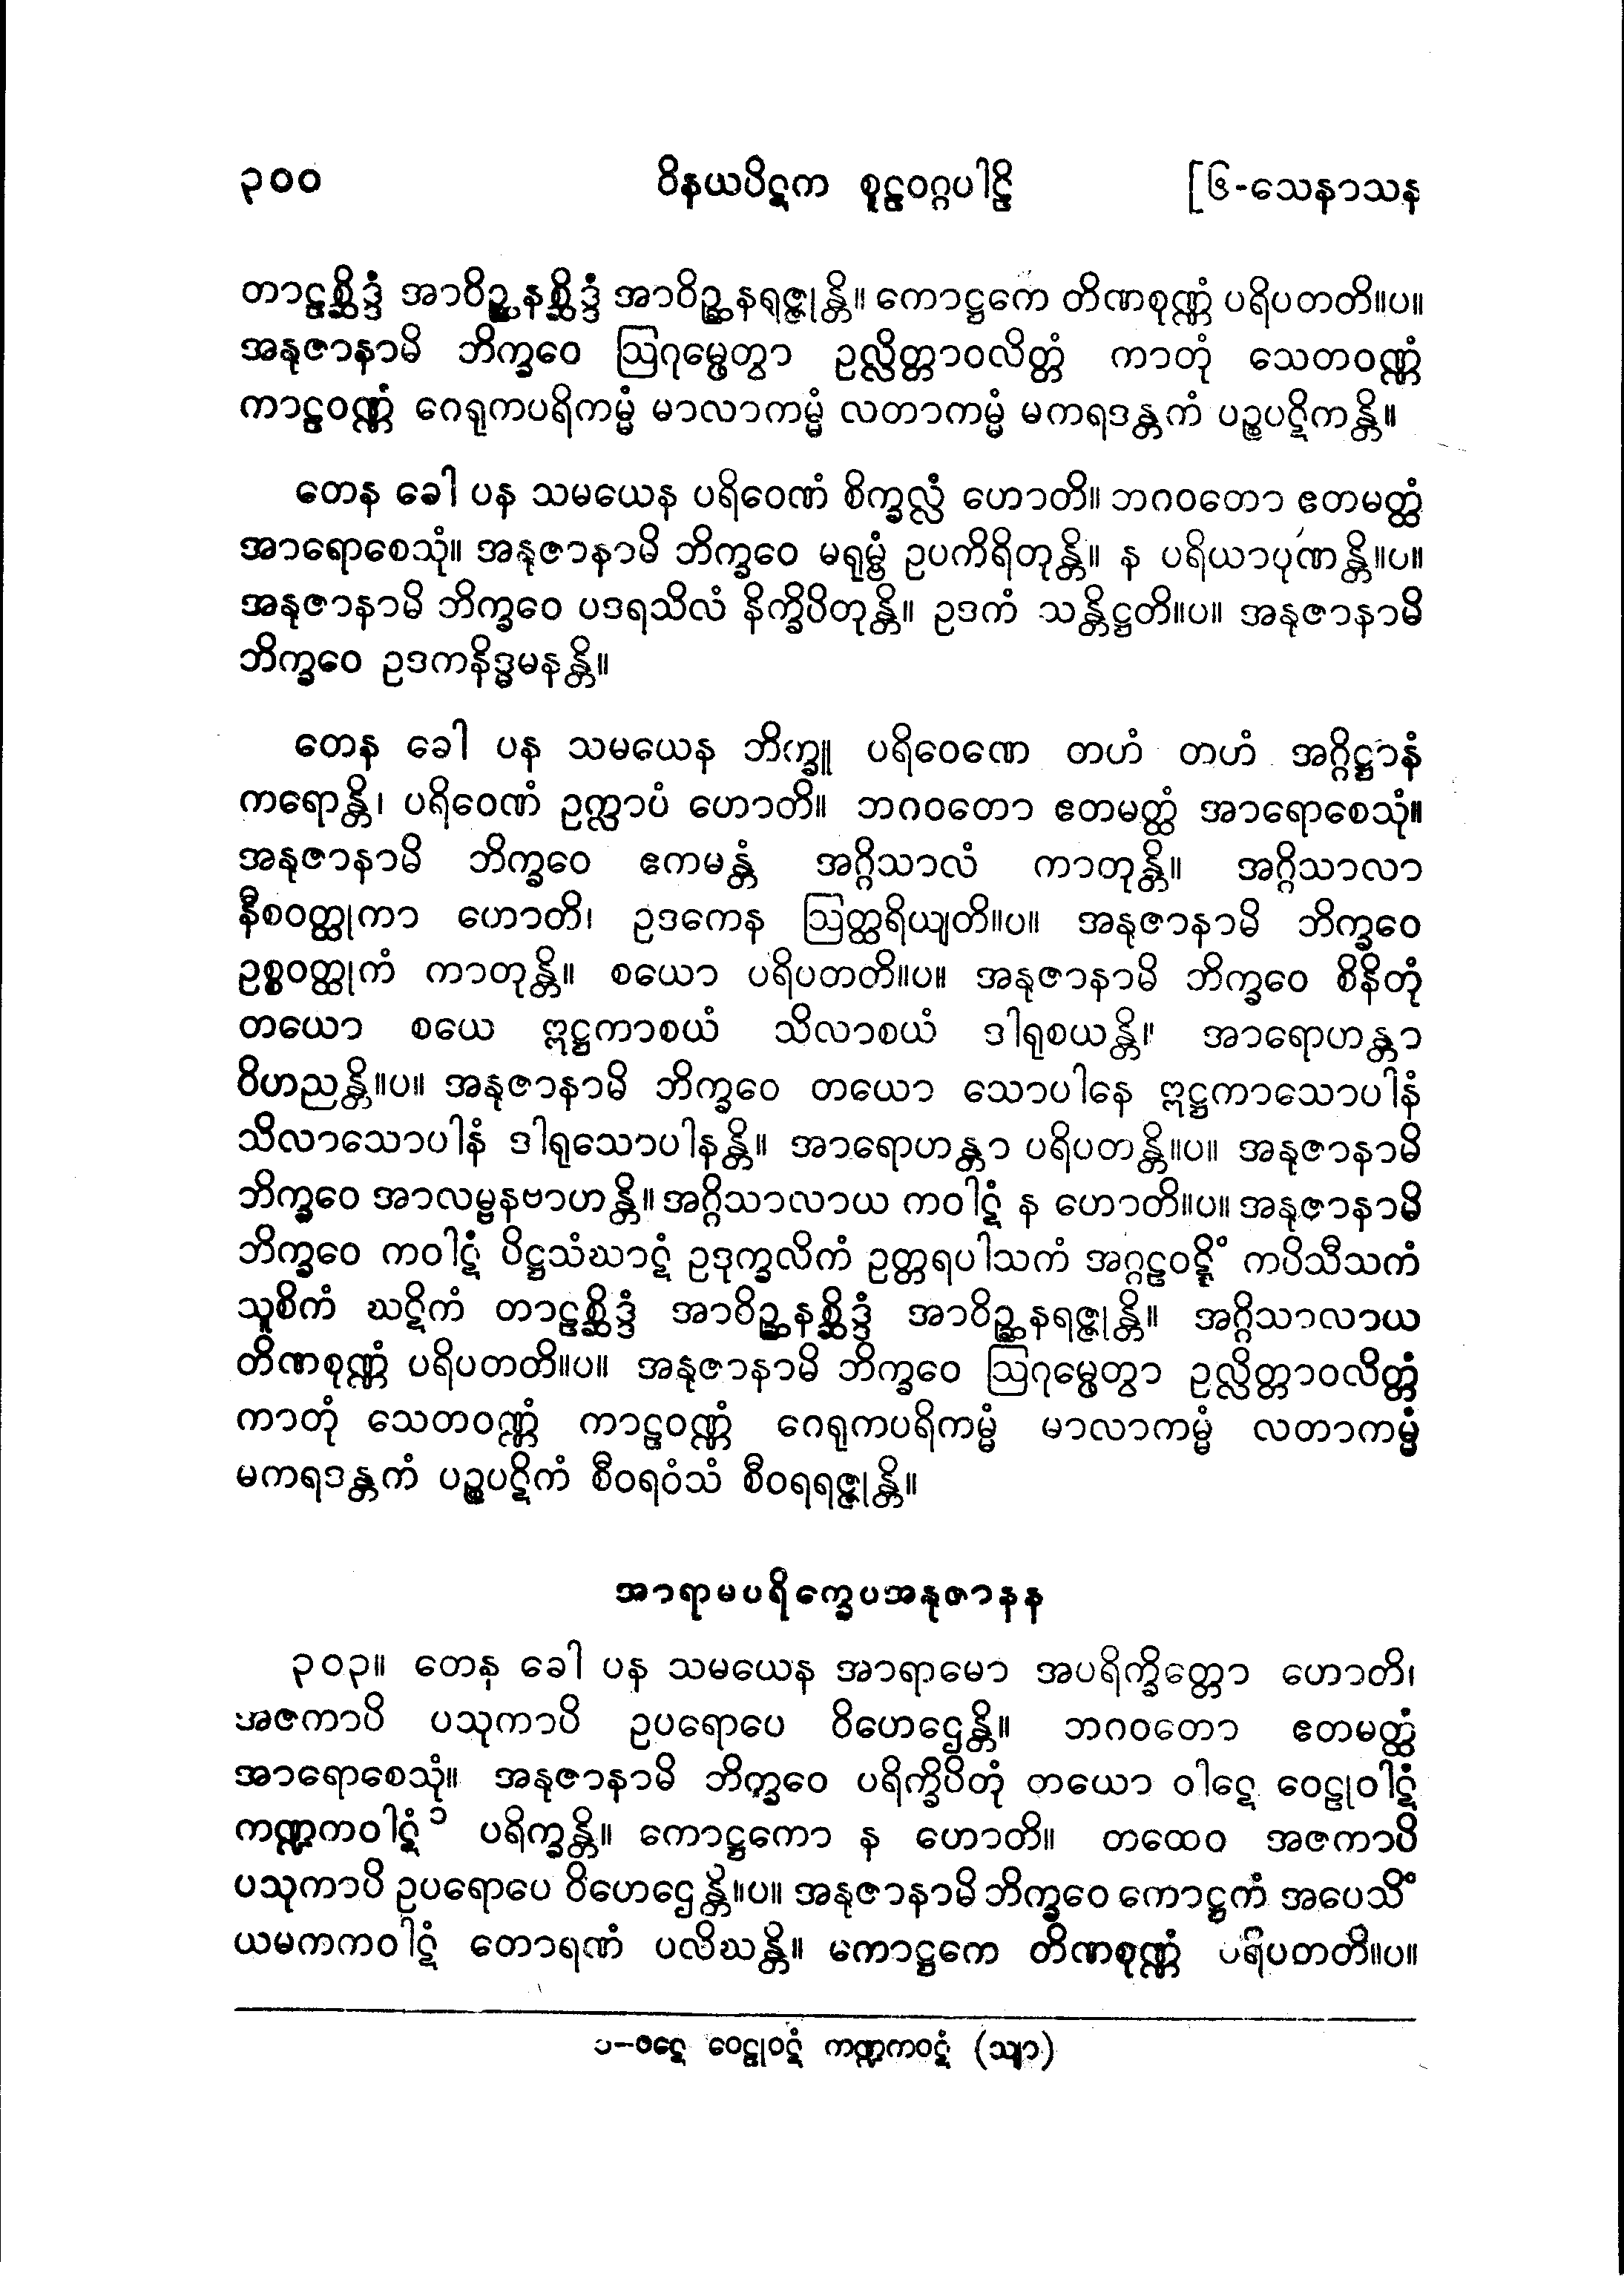 ၃၀၀ ဝိနယပိဋက စူဠဝဂ္ဂပါဠိ [၆-သေနာသန
တာဠစ္ဆိဒ္ဒံ အာဝိဉ္ဆနစ္ဆိဒ္ဒံ အာဝိဉ္ဆနရဇ္ဇုန္တိ။ ကောဋ္ဌကေ တိဏစုဏ္ဏံ ပရိပတတိ။ပ။
အနုဇာနာမိ ဘိက္ခဝေ ဩဂုမ္ဖေတွာ ဥလ္လိတ္တာဝလိတ္တံ ကာတုံ သေတဝဏ္ဏံ
ကာဠဝဏ္ဏံ ဂေရုကပရိကမ္မံ မာလာကမ္မံ လတာကမ္မံ မကရဒန္တကံ ပဉ္စပဋိကန္တိ။
တေန ခေါ ပန သမယေန ပရိဝေဏံ စိက္ခလ္လံ ဟောတိ။ ဘဂဝတော ဧတမတ္ထံ
အာရောစေသုံ။ အနုဇာနာမိ ဘိက္ခဝေ မရုမ္ဗံ ဥပကိရိတုန္တိ။ န ပရိယာပုဏန္တိ။ပ။
အနုဇာနာမိ ဘိက္ခဝေ ပဒရသိလံ နိက္ခိပိတုန္တိ။ ဥဒကံ သန္တိဋ္ဌတိ။ပ။ အနုဇာနာမိ
ဘိက္ခဝေ ဥဒကနိဒ္ဓမနန္တိ။
တေန ခေါ ပန သမယေန ဘိက္ခူ ပရိဝေဏေ တဟံ တဟံ အဂ္ဂိဋ္ဌာနံ
ကရောန္တိ၊ ပရိဝေဏံ ဥက္လာပံ ဟောတိ။ ဘဂဝတော ဧတမတ္ထံ အာရောစေသုံ။
အနုဇာနာမိ ဘိက္ခဝေ ဧကမန္တံ အဂ္ဂိသာလံ ကာတုန္တိ။ အဂ္ဂိသာလာ
နီစဝတ္ထုကာ ဟောတိ၊ ဥဒကေန ဩတ္ထရိယျတိ။ပ။ အနုဇာနာမိ ဘိက္ခဝေ
ဥစ္စဝတ္ထုကံ ကာတုန္တိ။ စယော ပရိပတတိ။ပ။ အနုဇာနာမိ ဘိက္ခဝေ စိနိတုံ
တယော စယေ ဣဋ္ဌကာစယံ သိလာစယံ ဒါရုစယန္တိ။ အာရောဟန္တာ
ဝိဟညန္တိ။ပ။ အနုဇာနာမိ ဘိက္ခဝေ တယော သောပါနေ ဣဋ္ဌကာသောပါနံ
သိလာသောပါနံ ဒါရုသောပါနန္တိ။ အာရောဟန္တာ ပရိပတန္တိ။ပ။ အနုဇာနာမိ
ဘိက္ခဝေ အာလမ္ဗနဗာဟန္တိ။ အဂ္ဂိသာလာယ ကဝါဋံ န ဟောတိ။ပ။ အနုဇာနာမိ
ဘိက္ခဝေ ကဝါဋံ ပိဋ္ဌသံဃာဋံ ဥဒုက္ခလိကံ ဥတ္တရပါသကံ အဂ္ဂဠဝဋ္ဋိံ ကပိသီသကံ
သူစိကံ ဃဋိကံ တာဠစ္ဆိဒ္ဒံ အာဝိဉ္ဆနစ္ဆိဒ္ဒံ အာဝိဉ္ဆနရဇ္ဇုန္တိ။ အဂ္ဂိသာလာယ
တိဏစုဏ္ဏံ ပရိပတတိ။ပ။ အနုဇာနာမိ ဘိက္ခဝေ ဩဂုမ္ဖေတွာ ဥလ္လိတ္တာဝလိတ္တံ
ကာတုံ သေတဝဏ္ဏံ ကာဠဝဏ္ဏံ ဂေရုကပရိကမ္မံ မာလာကမ္မံ လတာကမ္မံ
မကရဒန္တကံ ပဉ္စပဋိကံ စီဝရဝံသံ စီဝရရဇ္ဇုန္တိ။
အာရာမပရိက္ခေပအနုဇာနန
၃၀၃။ တေန ခေါ ပန သမယေန အာရာမော အပရိက္ခိတ္တော ဟောတိ၊
အဇကာပိ ပသုကာပိ ဥပရောပေ ဝိဟေဌေန္တိ။ ဘဂဝတော ဧတမတ္ထံ
အာရောစေသုံ။ အနုဇာနာမိ ဘိက္ခဝေ ပရိက္ခိပိတုံ တယော ဝါဋေ ဝေဠုဝါဋံ
ကဏ္ဍကဝါဋံ ၁ ပရိက္ခန္တိ။ ကောဋ္ဌကော န ဟောတိ။ တထေဝ အဇကာပိ
ပသုကာပိ ဥပရောပေ ဝိဟေဌေန္တိ။ပ။ အနုဇာနာမိ ဘိက္ခဝေ ကောဋ္ဌကံ အပေသိံ
ယမကကဝါဋံ တောရဏံ ပလိဃန္တိ။ ကောဋ္ဌကေ တိဏစုဏ္ဏံ ပရိပတတိ။ပ။
၁-ဝဋေ ဝေဠုဝဋံ ကဏ္ဍကဝဋံ (သျာ)